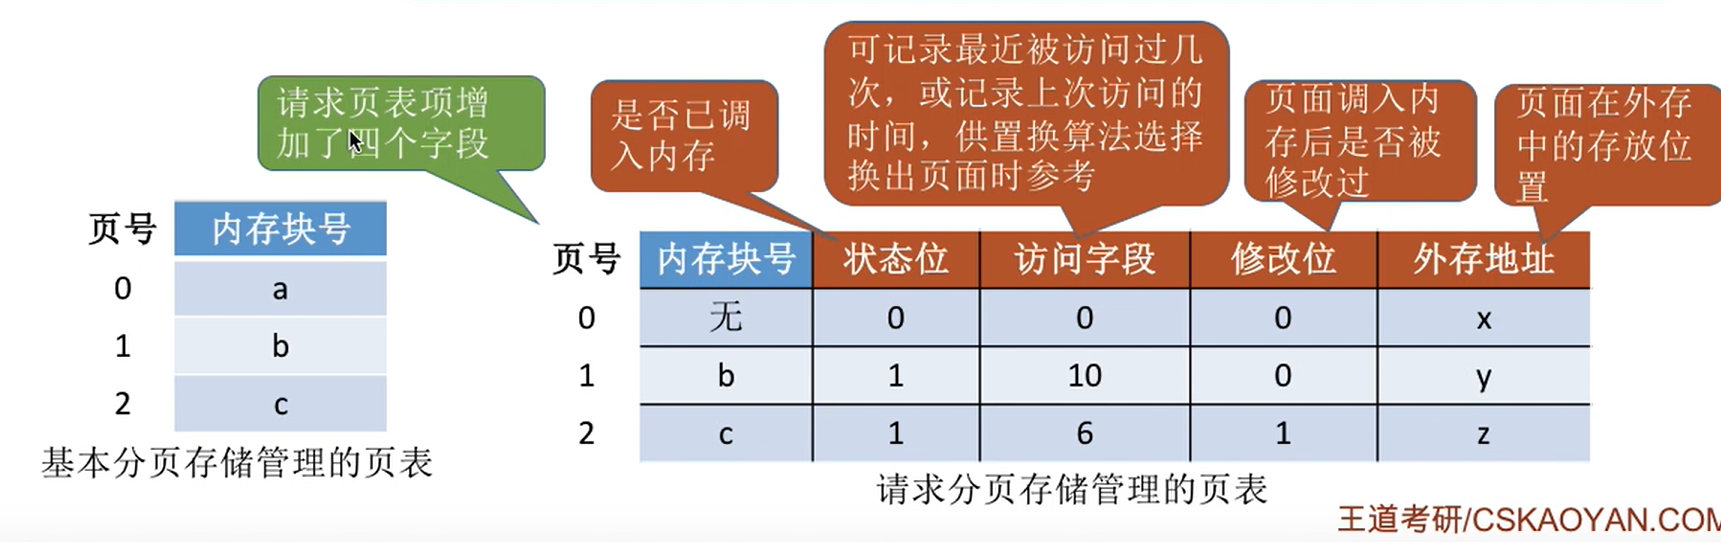 请求页表项增
加了四个字段
是否已调
入内存
可记录最近被访问过几
次，或记录上次访问的
时间，供置换算法选择
换出页面时参考
页面调入内
存后是否被
修改过
页面在外存
中的存放位
置
页号 内存块号
0 a
1 b
2 c
基本分页存储管理的页表
页号 内存块号 状态位 访问字段 修改位 外存地址
0 无 0 0 0 x
1 b 1 10 0 y
2 c 1 6 1 z
请求分页存储管理的页表
王道考研/CSKAOYAN.COM